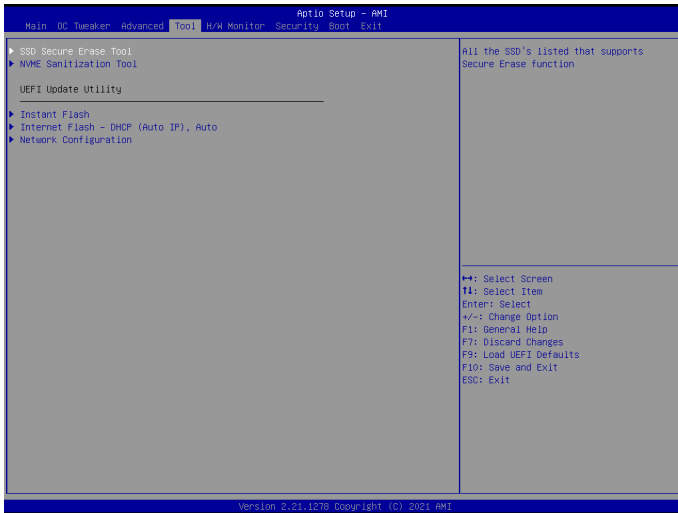 Aptio Setup – AMI
Main OC Tweaker Advanced Tool H/W Monitor Security Boot Exit
SSD Secure Erase Tool
NVME Sanitization Tool
UEFI Update Utility
Instant Flash
Internet Flash – DHCP (Auto IP), Auto
Network Configuration
All the SSD's listed that supports
Secure Erase function
↔: Select Screen
↑↓: Select Item
Enter: Select
+/-: Change Option
F1: General Help
F7: Discard Changes
F9: Load UEFI Defaults
F10: Save and Exit
ESC: Exit
Version 2.21.1278 Copyright (C) 2021 AMI